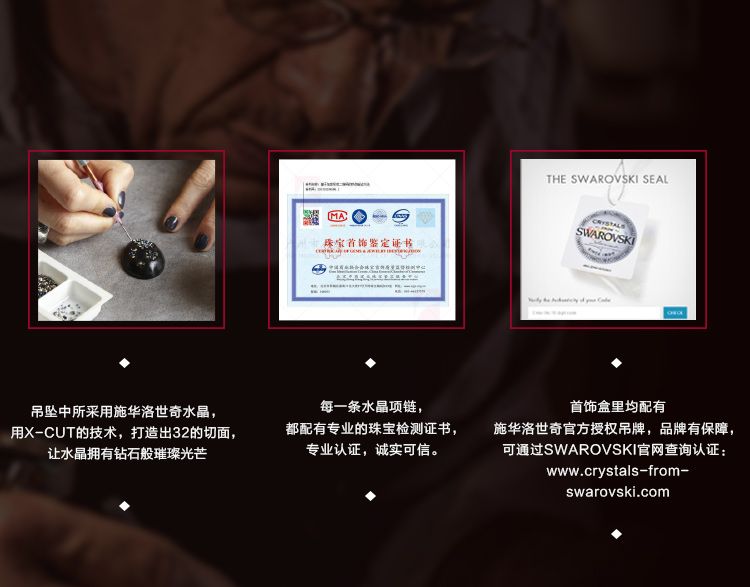 MA
珠宝首饰鉴定证书
CERTIFICATE OF GEMS & JEWELRY IDENTIFICATION
THE SWAROVSKI SEAL
CRYSTALS
FROM
SWAROVSKI
Verify the Authenticity of your Code
CHECK
吊坠中所采用施华洛世奇水晶，
用X-CUT的技术，打造出32的切面，
让水晶拥有钻石般璀璨光芒
每一条水晶项链，
都配有专业的珠宝检测证书，
专业认证，诚实可信。
首饰盒里均配有
施华洛世奇官方授权吊牌，品牌有保障，
可通过SWAROVSKI官网查询认证：
www.crystals-from-
swarovski.com